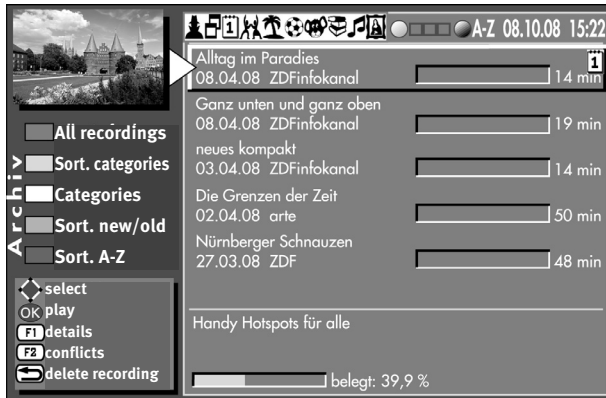 A-Z 08.10.08 15:22
Archiv
All recordings
Sort. categories
Categories
Sort. new/old
Sort. A-Z
select
OK play
F1 details
F2 conflicts
delete recording
Alltag im Paradies
1
08.04.08 ZDFinfokanal 14 min
Ganz unten und ganz oben
08.04.08 ZDFinfokanal 19 min
neues kompakt
03.04.08 ZDFinfokanal 14 min
Die Grenzen der Zeit
02.04.08 arte 50 min
Nürnberger Schnauzen
27.03.08 ZDF 48 min
Handy Hotspots für alle
belegt: 39,9 %